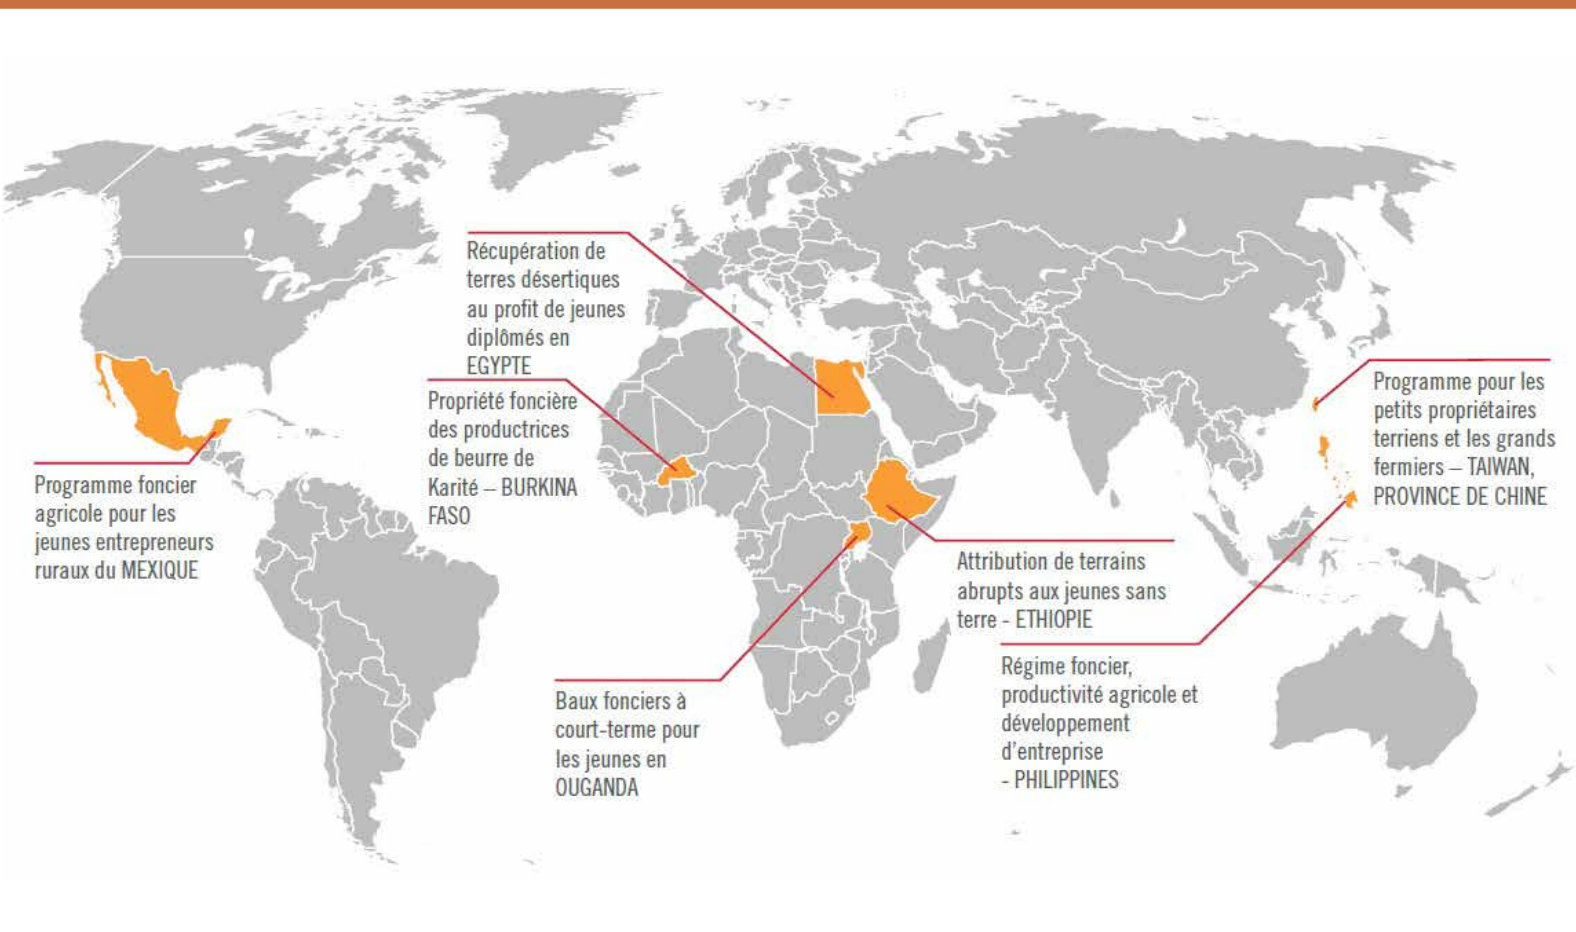 Récupération de
terres désertiques
au profit de jeunes
diplômés en
EGYPTE
Propriété foncière
des productrices
de beurre de
Karité – BURKINA
FASO
Programme foncier
agricole pour les
jeunes entrepreneurs
ruraux du MEXIQUE
Programme pour les
petits propriétaires
terriens et les grands
fermiers – TAIWAN,
PROVINCE DE CHINE
Attribution de terrains
abrupts aux jeunes sans
terre - ETHIOPIE
Régime foncier,
productivité agricole et
développement
d'entreprise
- PHILIPPINES
Baux fonciers à
court-terme pour
les jeunes en
OUGANDA